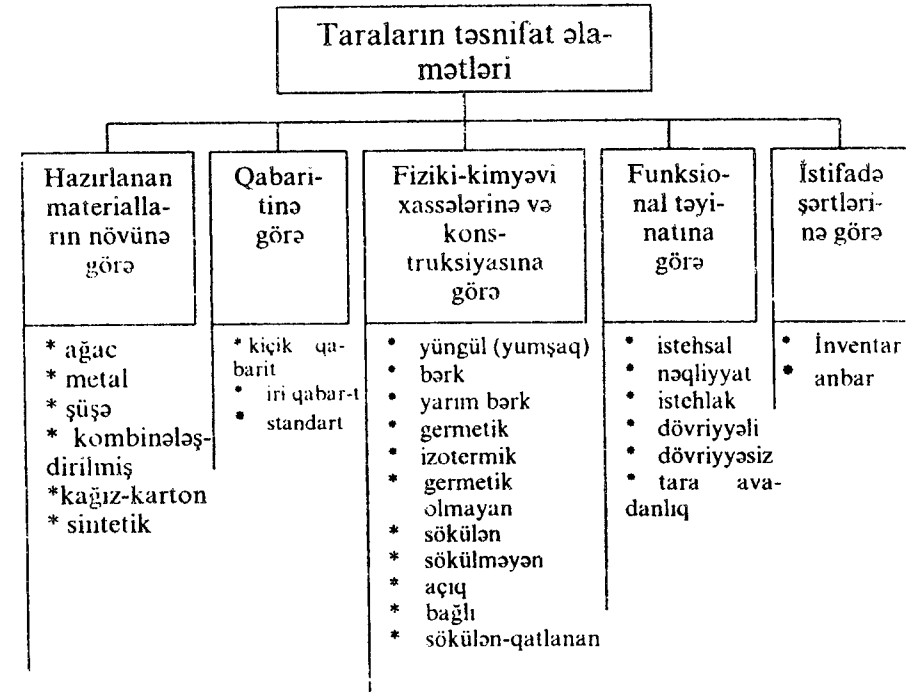 Taraların təsnifat əla-
mətləri
Hazırlanan
materialla-
rın növünə
görə
* ağac
* metal
* şüşə
* kombinələş-
dirilmiş
*kağız-karton
* sintetik
Qabari-
tinə
görə
* kiçik qa-
barit
* iri qabar-t
• standart
Fiziki-kimyəvi
xassələrinə və
kons-
truksiyasına
görə
* yüngül (yumşaq)
* bərk
* yarım bərk
* germetik
* izotermik
* germetik
olmayan
* sökülən
* sökülməyən
* açıq
* bağlı
* sökülən-qatlanan
Funksio-
nal təyi-
natına
görə
* istehsal
* nəqliyyat
* istehlak
* dövriyyəli
* dövriyyəsiz
* tara ava-
danlıq
İstifadə
şərtləri-
nə görə
* İnventar
* anbar